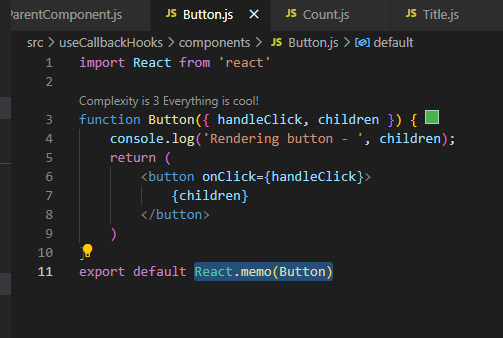 ParentComponent.js JS Button.js JS Count.js JS Title.js
src > useCallbackHooks > components > JS Button.js > default
1 import React from 'react'
2
Complexity is 3 Everything is cool!
3 function Button({ handleClick, children }) {
4 console.log('Rendering button - ', children);
5 return (
6 <button onClick={handleClick}>
7 {children}
8 </button>
9 )
10 }
11 export default React.memo(Button)